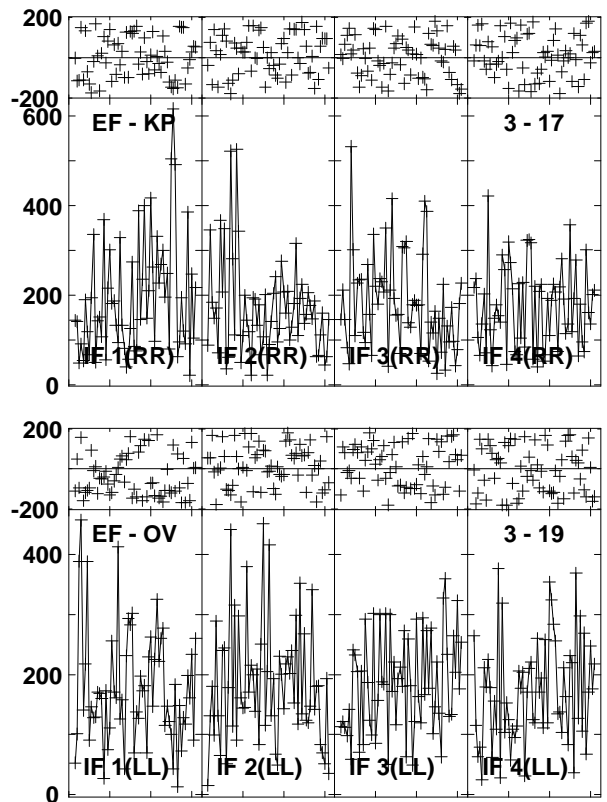 200
-200
600
EF - KP
3 - 17
400
200
IF 1(RR)
IF 2(RR)
IF 3(RR)
IF 4(RR)
0
200
-200
EF - OV
3 - 19
400
200
IF 1(LL)
IF 2(LL)
IF 3(LL)
IF 4(LL)
0